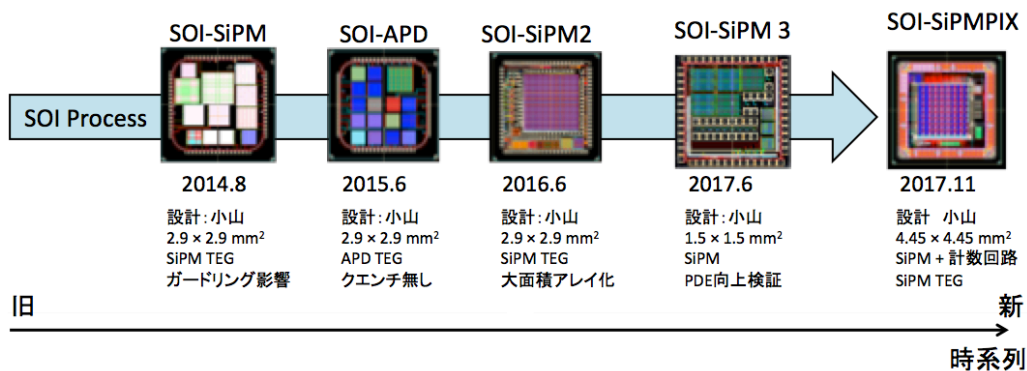 SOI Process
SOI-SiPM
2014.8
設計：小山
2.9 × 2.9 mm²
SiPM TEG
ガードリング影響
SOI-APD
2015.6
設計：小山
2.9 × 2.9 mm²
APD TEG
クエンチ無し
SOI-SiPM2
2016.6
設計：小山
2.9 × 2.9 mm²
SiPM TEG
大面積アレイ化
SOI-SiPM 3
2017.6
設計：小山
1.5 × 1.5 mm²
SiPM
PDE向上検証
SOI-SiPMPIX
2017.11
設計 小山
4.45 × 4.45 mm²
SiPM + 計数回路
SiPM TEG
旧
新
時系列